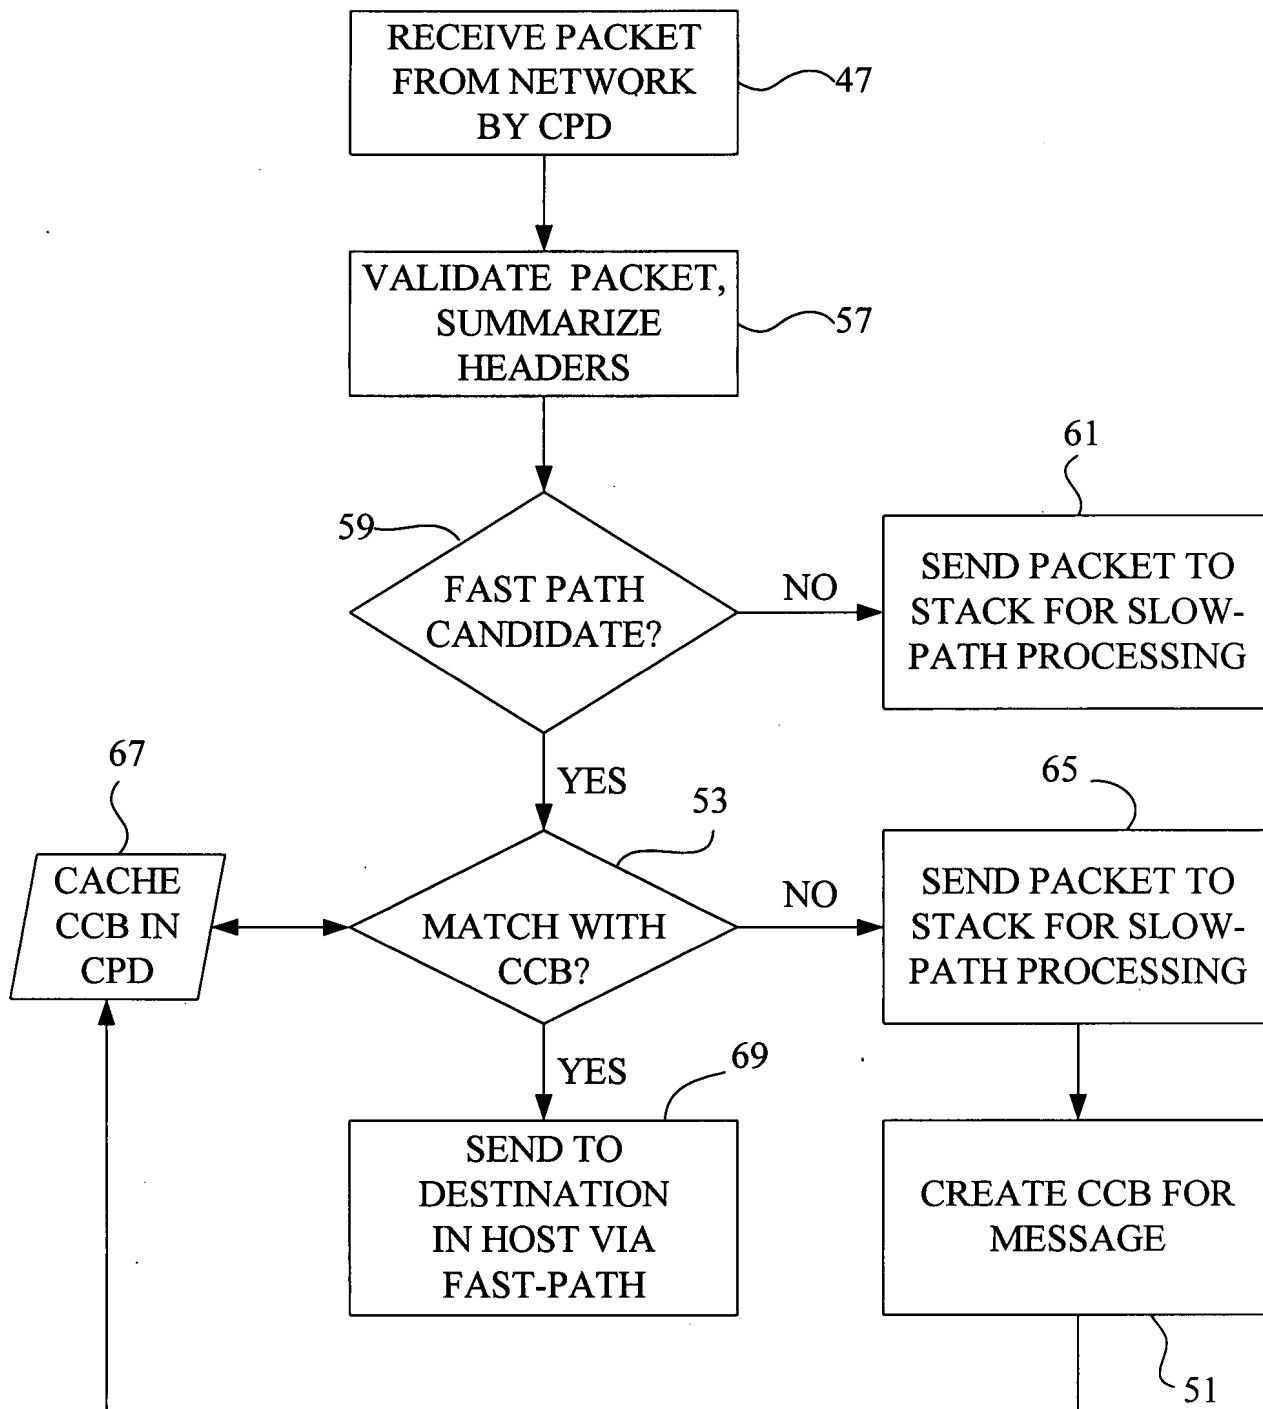 RECEIVE PACKET
FROM NETWORK
BY CPD
47
VALIDATE PACKET,
SUMMARIZE
HEADERS
57
61
59
FAST PATH
CANDIDATE?
NO
SEND PACKET TO
STACK FOR SLOW-
PATH PROCESSING
YES
67
53
65
CACHE
CCB IN
CPD
MATCH WITH
CCB?
NO
SEND PACKET TO
STACK FOR SLOW-
PATH PROCESSING
YES
69
SEND TO
DESTINATION
IN HOST VIA
FAST-PATH
CREATE CCB FOR
MESSAGE
51